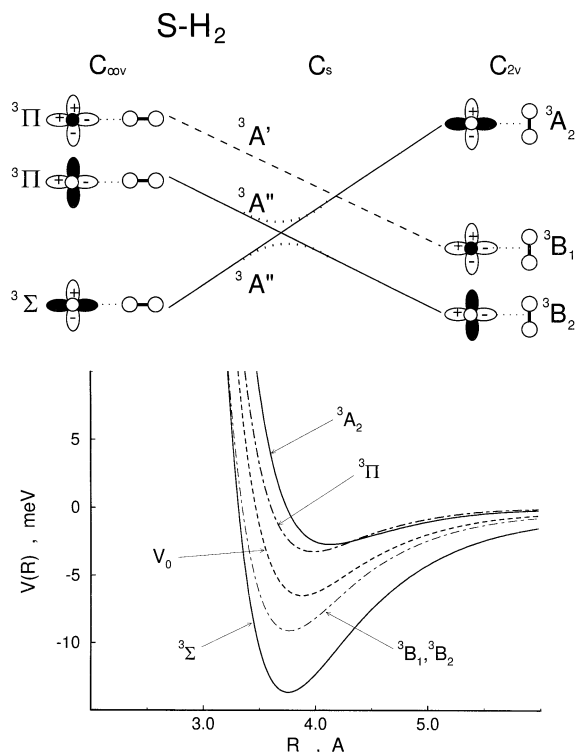 S-H₂
C∞v Cs C₂v
³Π + + - - ³A' + - ³A₂
³Π + - ³A'' + - - ³B₁
³Σ + - ³A'' + - ³B₂
³A₂
5
³Π
0
V(R) , meV
V₀
-5
-10
³Σ
³B₁,³B₂
3.0 4.0 5.0
R , A